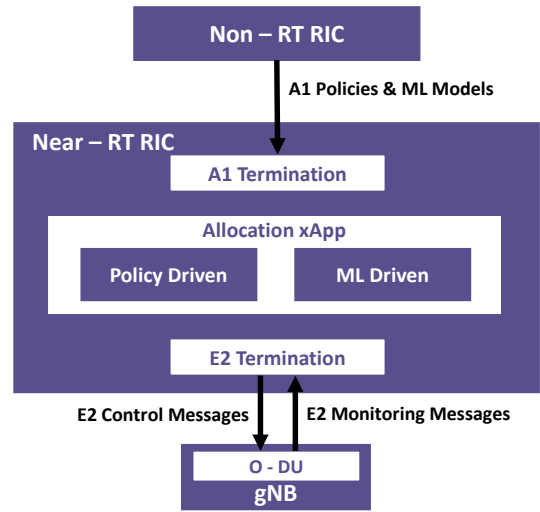 Non – RT RIC
A1 Policies & ML Models
Near – RT RIC
A1 Termination
Allocation xApp
Policy Driven
ML Driven
E2 Termination
E2 Control Messages
E2 Monitoring Messages
O - DU
gNB